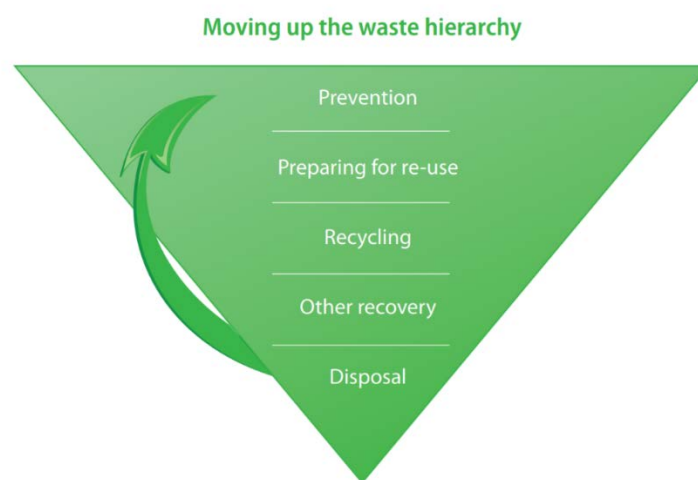 Moving up the waste hierarchy
Prevention
Preparing for re-use
Recycling
Other recovery
Disposal